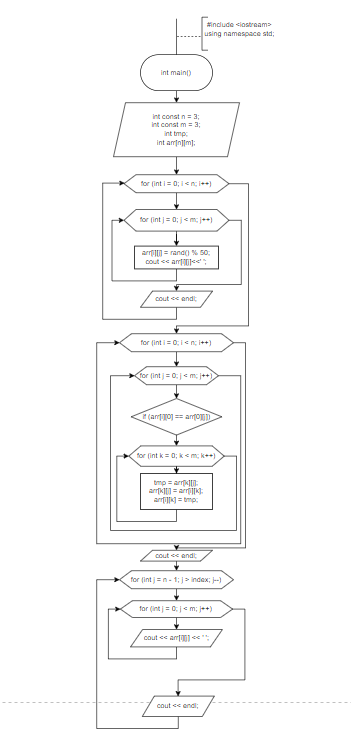 #include <iostream>
using namespace std;
int main()
int const n = 3;
int const m = 3;
int tmp;
int arr[n][m];
for (int i = 0; i < n; i++)
for (int j = 0; j < m; j++)
arr[i][j] = rand() % 50;
cout << arr[i][j]<<' ';
cout << endl;
for (int i = 0; i < n; i++)
for (int j = 0; j < m; j++)
if (arr[i][0] == arr[0][j])
for (int k = 0; k < m; k++)
tmp = arr[k][j];
arr[k][j] = arr[i][k];
arr[i][k] = tmp;
cout << endl;
for (int j = n - 1; j > index; j--)
for (int j = 0; j < m; j++)
cout << arr[i][j] << ' ';
cout << endl;